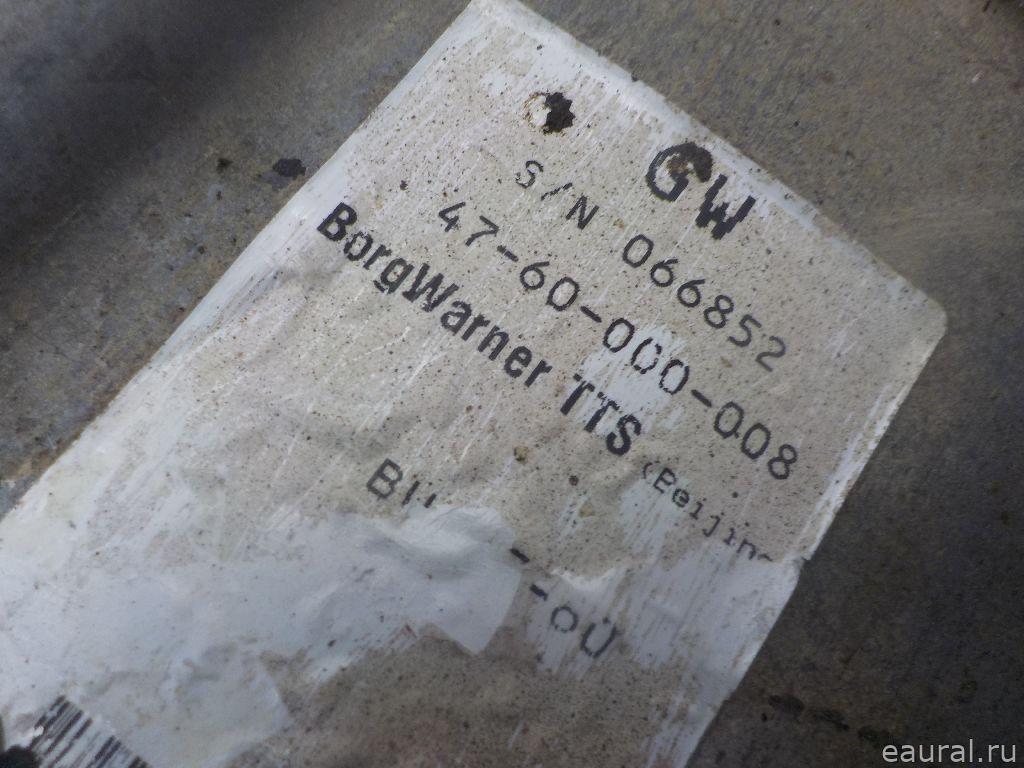 GW
S/N 066852
47-60-000-008
BorgWarner TTS (Beijing
eaural.ru